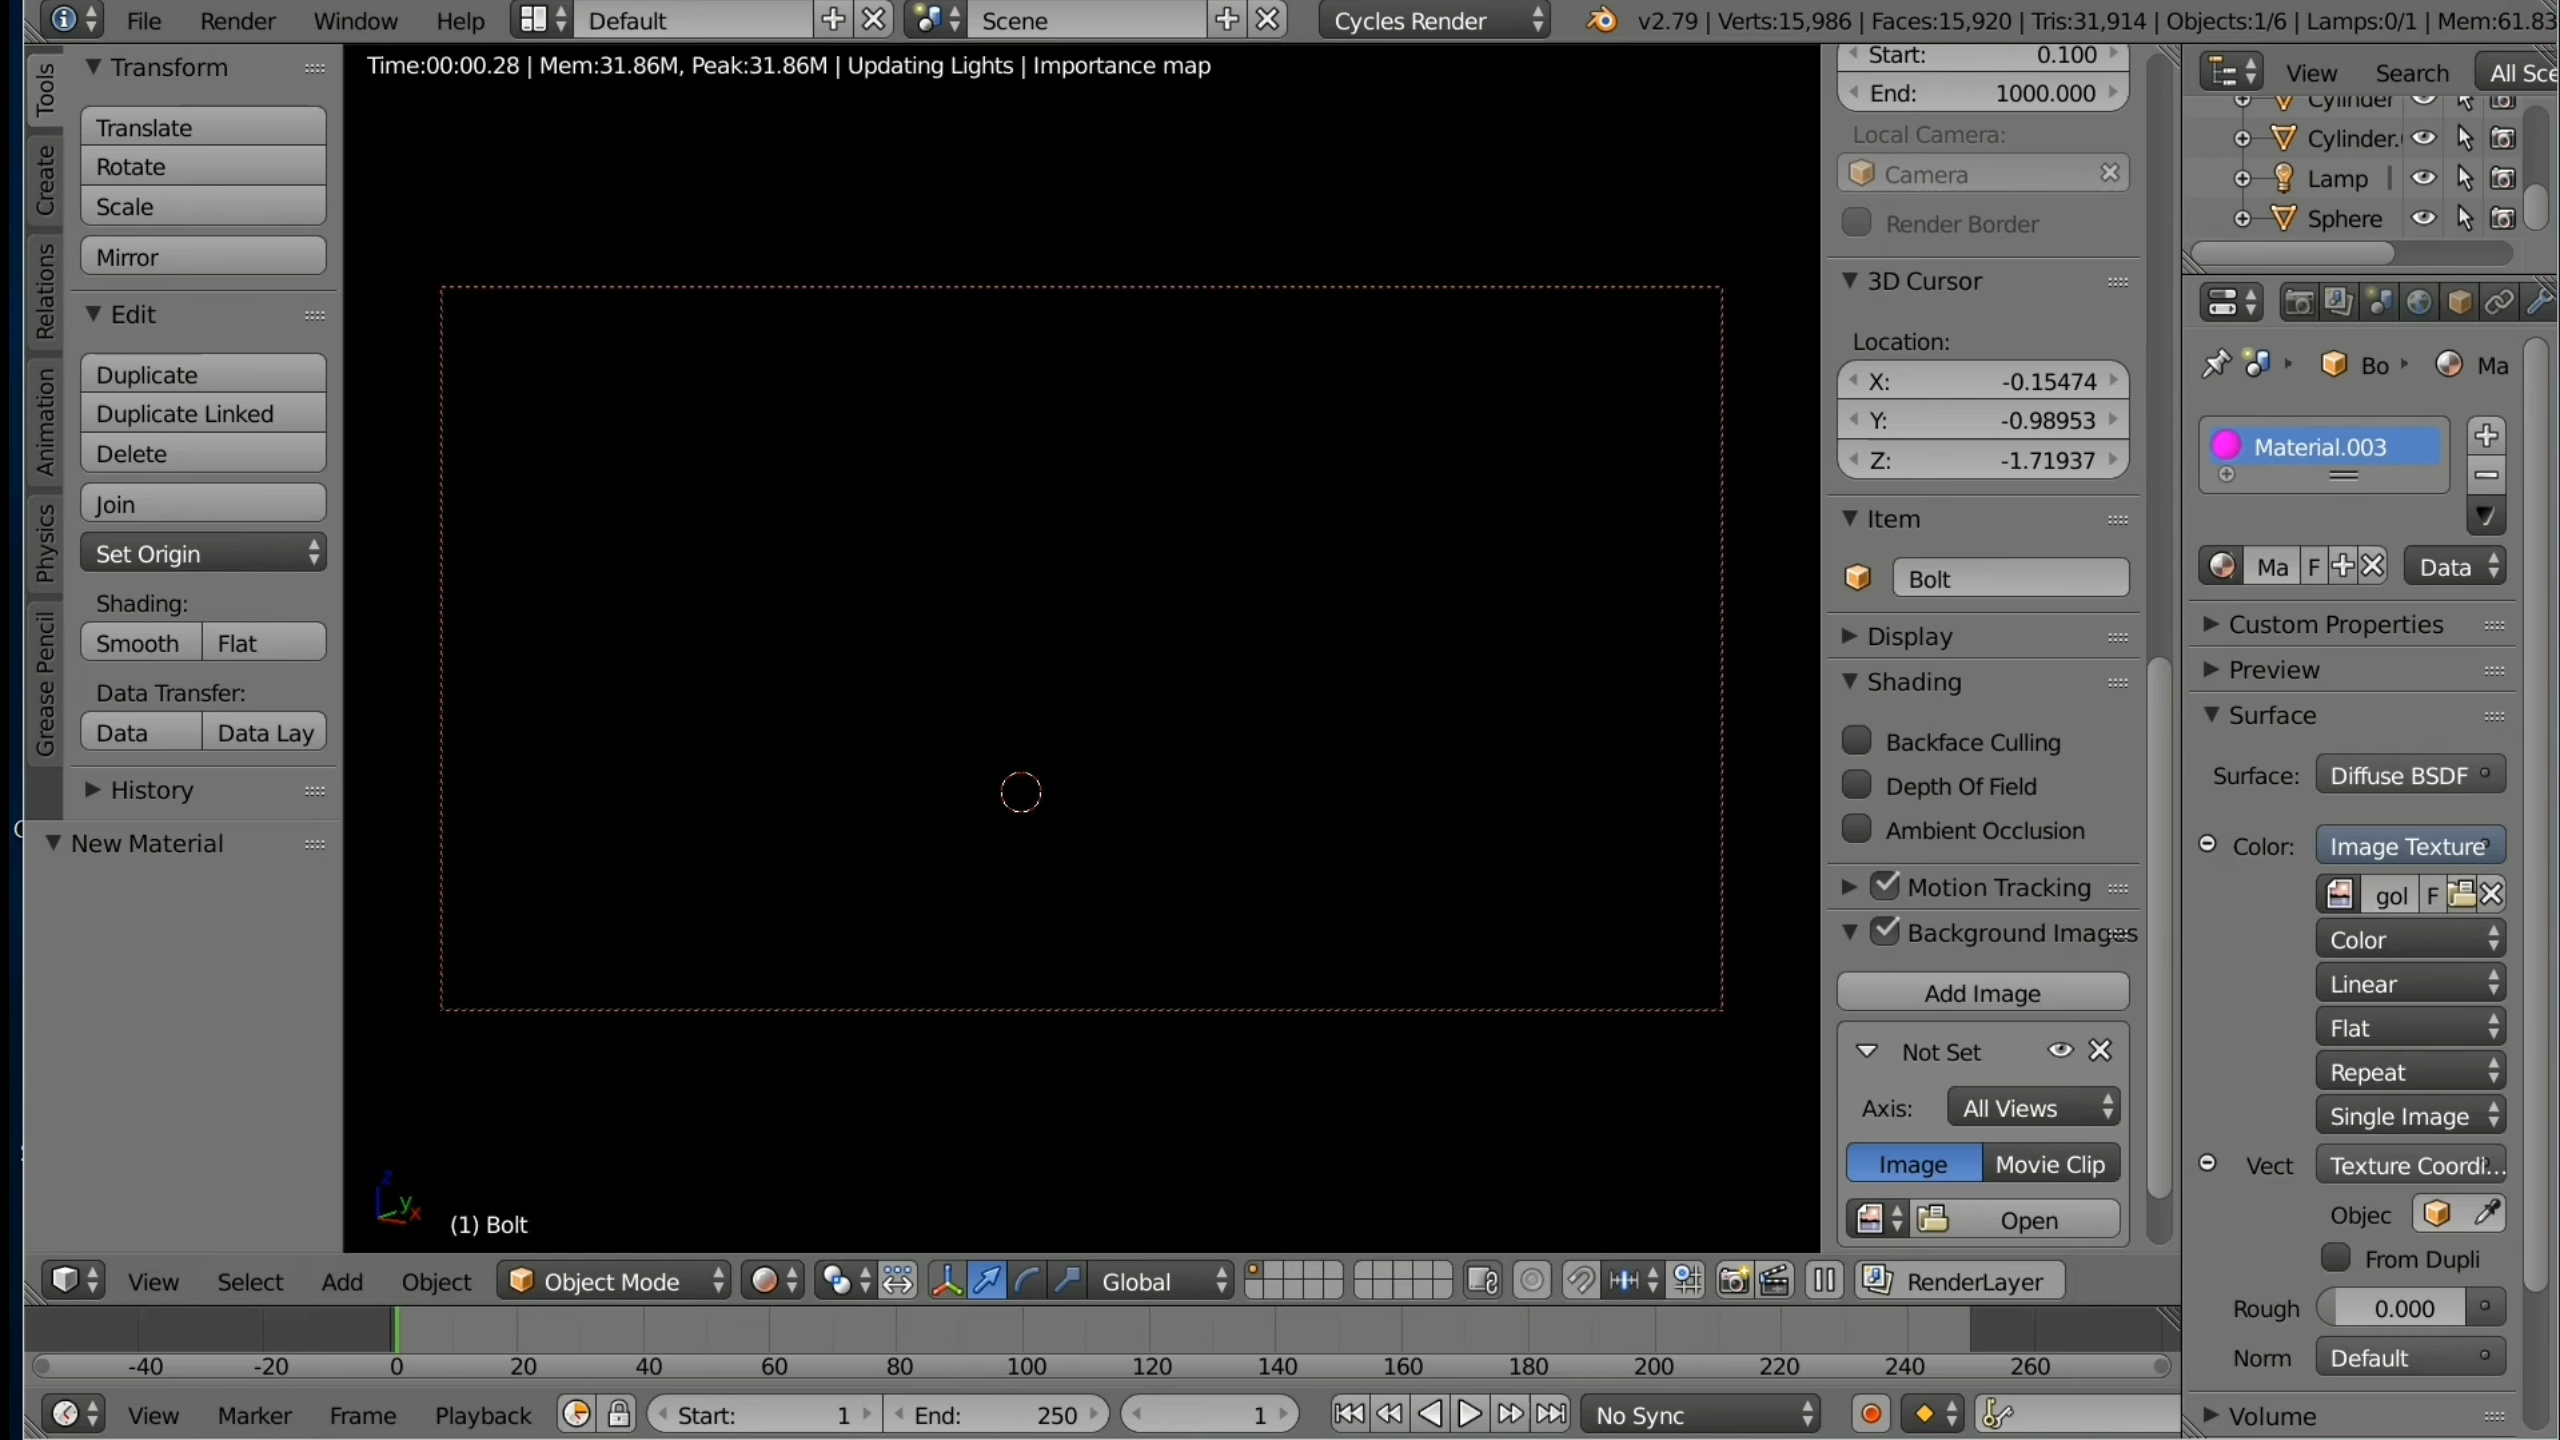 File Render Window Help Default Scene Cycles Render v2.79 | Verts:15,986 | Faces:15,920 | Tris:31,914 | Objects:1/6 | Lamps:0/1 | Mem:61.83
Tools
Create
Relations
Animation
Physics
Grease Pencil
Transform
Translate
Rotate
Scale
Mirror
Edit
Duplicate
Duplicate Linked
Delete
Join
Set Origin
Shading:
Smooth Flat
Data Transfer:
Data Data Lay
History
New Material
Time:00:00.28 | Mem:31.86M, Peak:31.86M | Updating Lights | Importance map
z
y
x
(1) Bolt
Start: 0.100
End: 1000.000
Local Camera:
Camera
Render Border
3D Cursor
Location:
X: -0.15474
Y: -0.98953
Z: -1.71937
Item
Bolt
Display
Shading
Backface Culling
Depth Of Field
Ambient Occlusion
Motion Tracking
Background Images
Add Image
Not Set
Axis: All Views
Image Movie Clip
Open
View Search All Sce
Cylinder
Cylinder.
Lamp
Sphere
Bo Ma
Material.003
Ma F Data
Custom Properties
Preview
Surface
Surface: Diffuse BSDF
Color: Image Texture
gol F
Color
Linear
Flat
Repeat
Single Image
Vect Texture Coordi...
Objec
From Dupli
Rough 0.000
Norm Default
Volume
View Select Add Object Object Mode Global RenderLayer
-40 -20 0 20 40 60 80 100 120 140 160 180 200 220 240 260
View Marker Frame Playback Start: 1 End: 250 1 No Sync